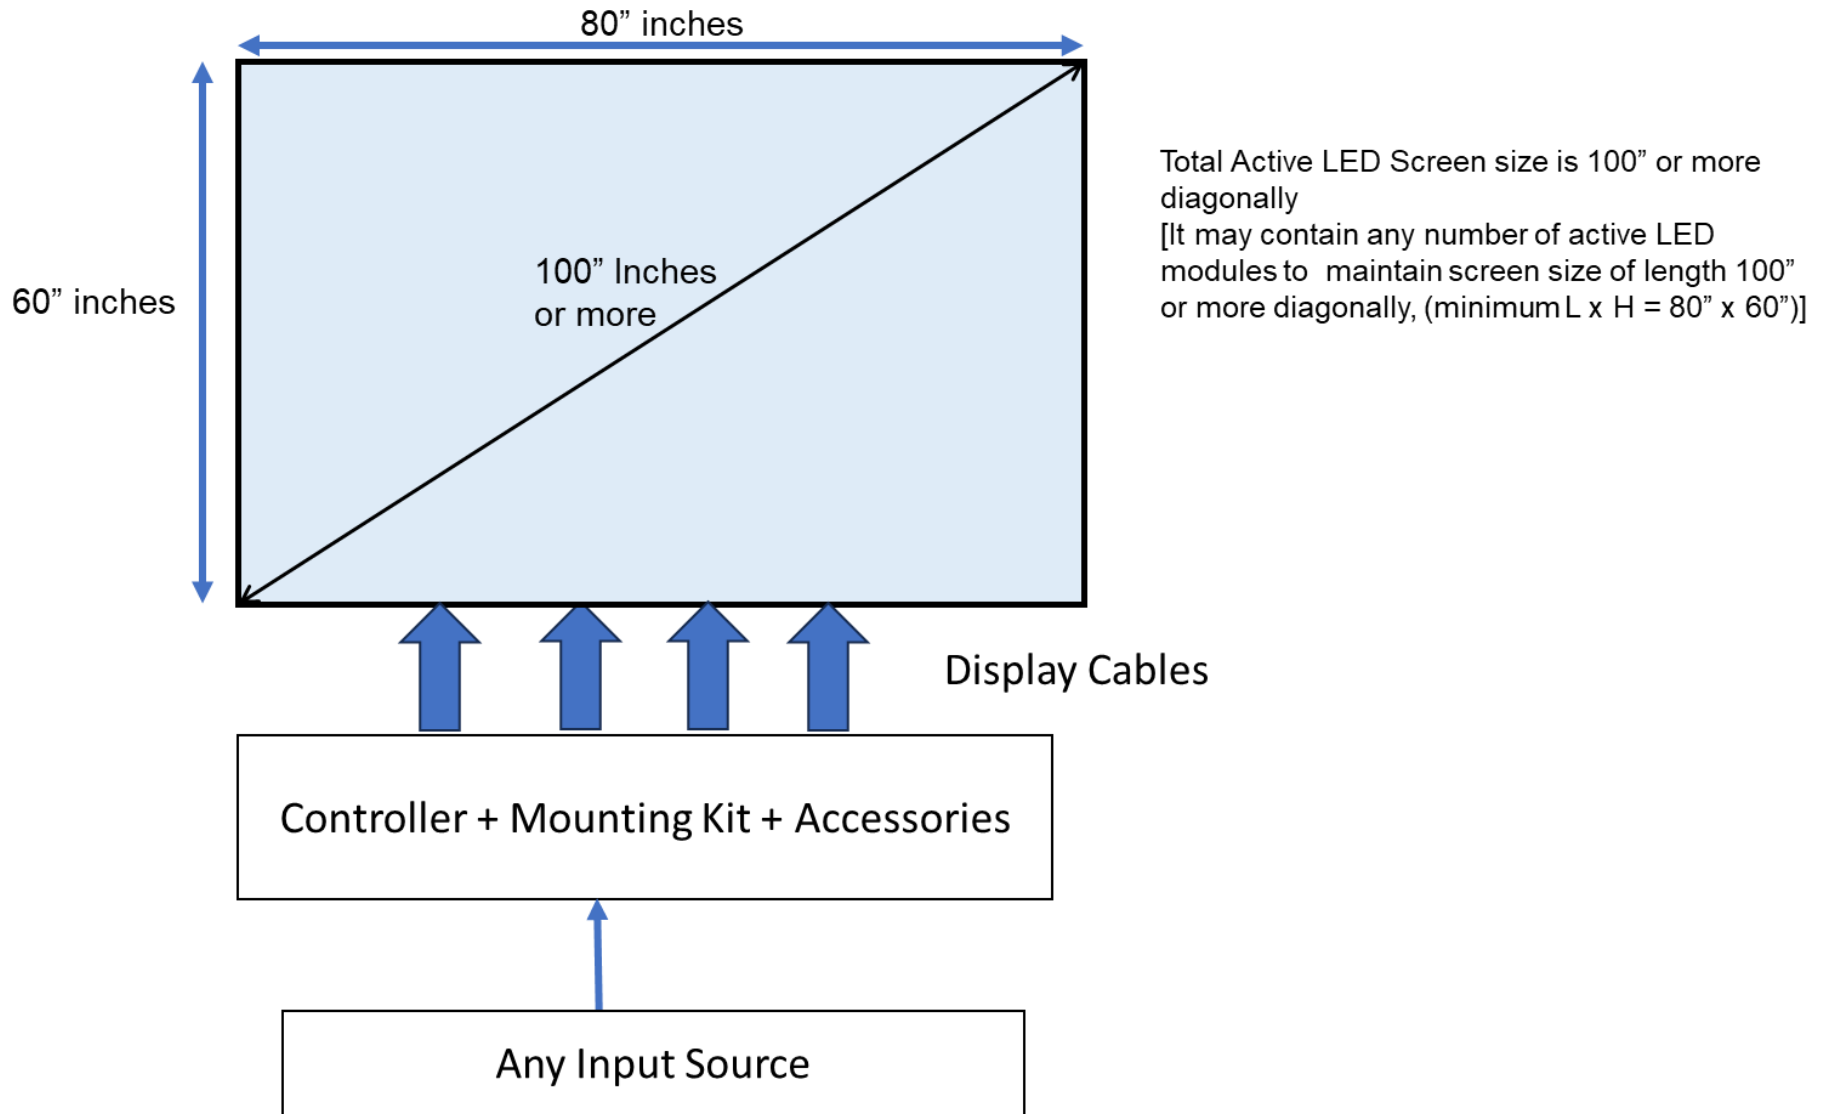 80” inches
60” inches
100” Inches
or more
Total Active LED Screen size is 100” or more
diagonally
[It may contain any number of active LED
modules to maintain screen size of length 100”
or more diagonally, (minimum L x H = 80” x 60”)]
Display Cables
Controller + Mounting Kit + Accessories
Any Input Source